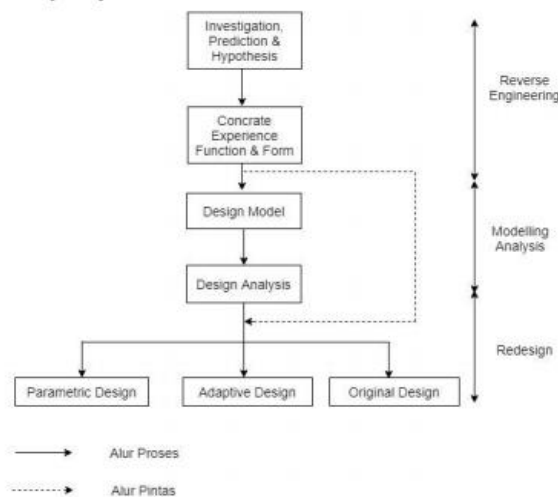 Investigation,
Prediction &
Hypothesis
Reverse
Engineering
Concrate
Experience
Function & Form
Design Model
Modelling
Analysis
Design Analysis
Redesign
Parametric Design
Adaptive Design
Original Design
Alur Proses
Alur Pintas